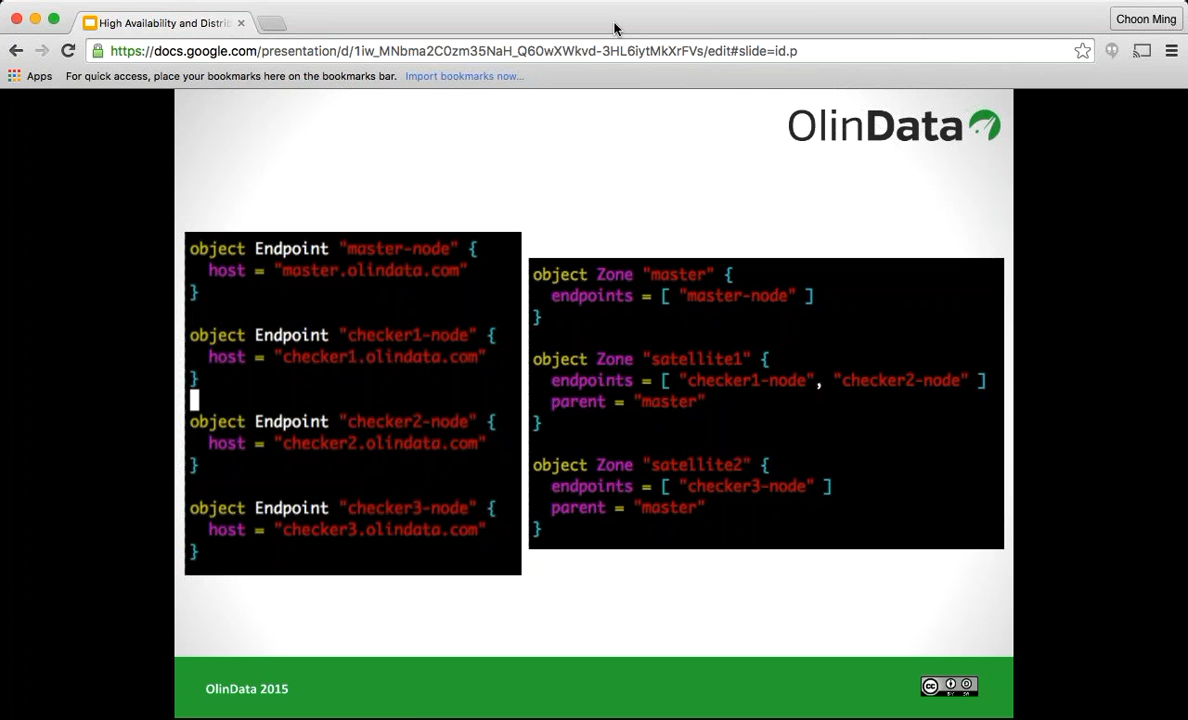 High Availability and Distri
Choon Ming
https://docs.google.com/presentation/d/1iw_MNbma2C0zm35NaH_Q60wXWkvd-3HL6iytMkXrFVs/edit#slide=id.p
Apps For quick access, place your bookmarks here on the bookmarks bar. Import bookmarks now...
OlinData
object Endpoint "master-node" {
host = "master.olindata.com"
}
object Endpoint "checker1-node" {
host = "checker1.olindata.com"
}
object Endpoint "checker2-node" {
host = "checker2.olindata.com"
}
object Endpoint "checker3-node" {
host = "checker3.olindata.com"
}
object Zone "master" {
endpoints = [ "master-node" ]
}
object Zone "satellite1" {
endpoints = [ "checker1-node", "checker2-node" ]
parent = "master"
}
object Zone "satellite2" {
endpoints = [ "checker3-node" ]
parent = "master"
}
OlinData 2015
cc
BY SA